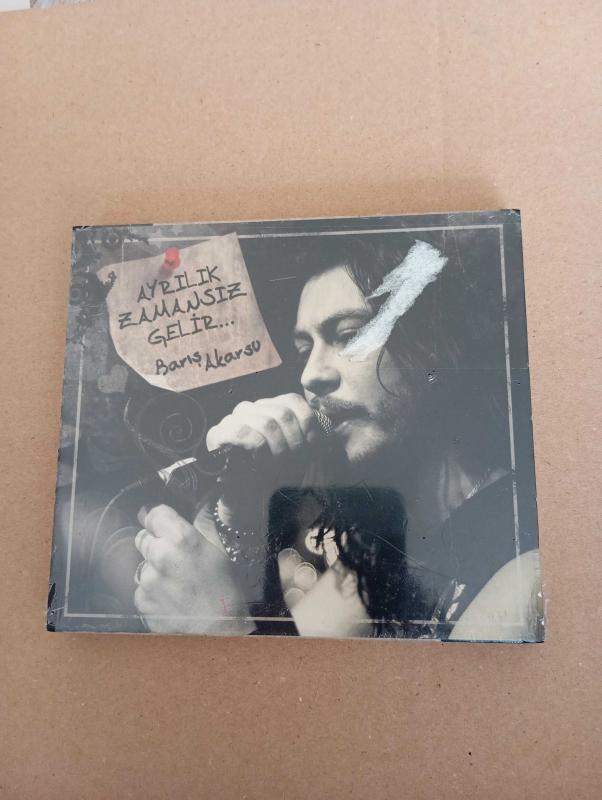 AYRILIK
ZAMANSIZ
GELİR...
Barış Akarsu